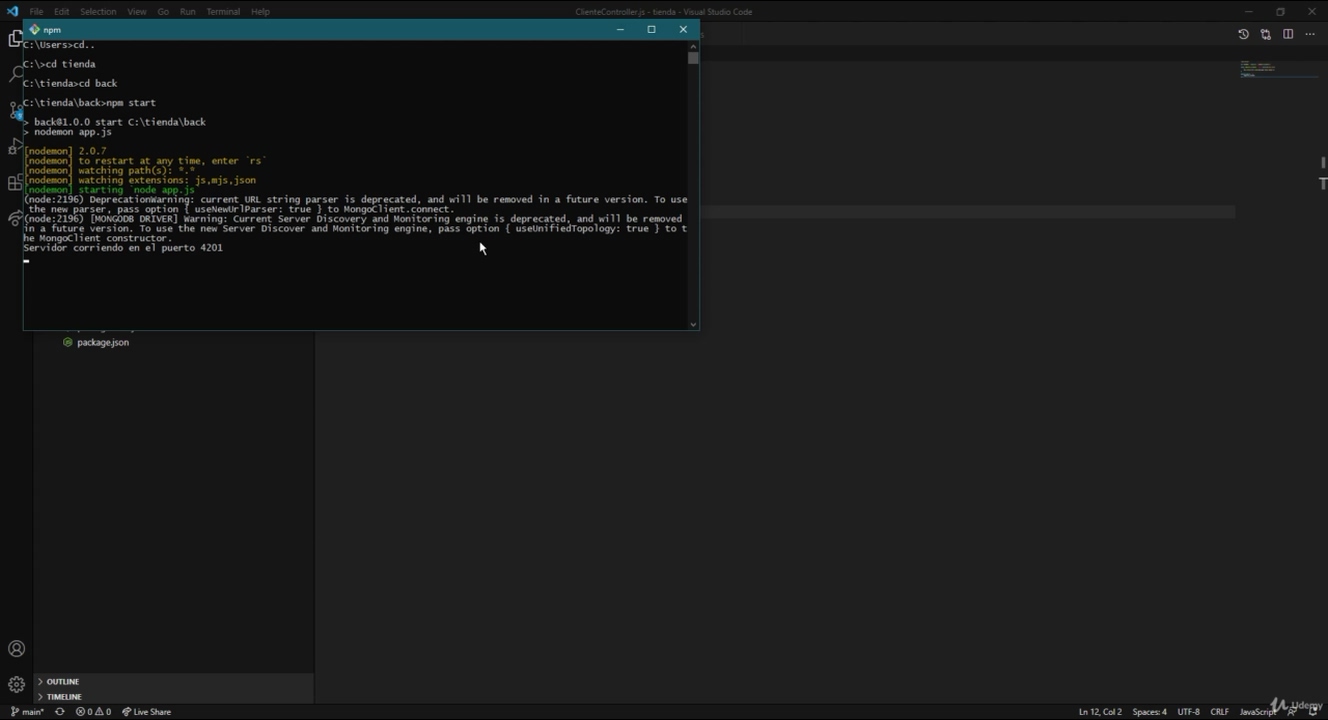 File Edit Selection View Go Run Terminal Help
ClienteController.js - tienda - Visual Studio Code
npm
C:\Users>cd..
C:\>cd tienda
C:\tienda>cd back
C:\tienda\back>npm start
> back@1.0.0 start C:\tienda\back
> nodemon app.js
[nodemon] 2.0.7
[nodemon] to restart at any time, enter `rs`
[nodemon] watching path(s): *.*
[nodemon] watching extensions: js,mjs,json
[nodemon] starting `node app.js`
(node:2196) DeprecationWarning: current URL string parser is deprecated, and will be removed in a future version. To use
 the new parser, pass option { useNewUrlParser: true } to MongoClient.connect.
(node:2196) [MONGODB DRIVER] Warning: Current Server Discovery and Monitoring engine is deprecated, and will be removed
in a future version. To use the new Server Discover and Monitoring engine, pass option { useUnifiedTopology: true } to t
he MongoClient constructor.
Servidor corriendo en el puerto 4201
package.json
OUTLINE
TIMELINE
main* 0 0 Live Share Ln 12, Col 2 Spaces: 4 UTF-8 CRLF JavaScript
Udemy